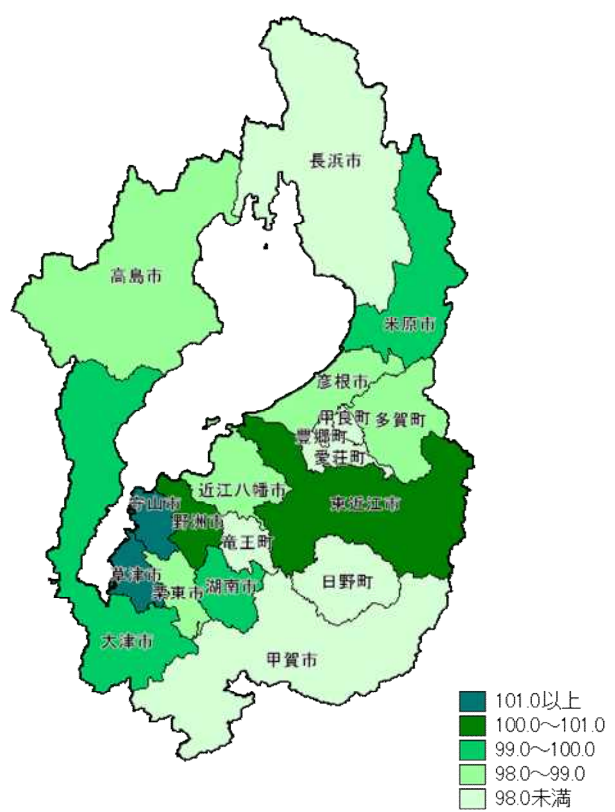 長浜市
高島市
米原市
彦根市
甲良町
多賀町
豊郷町
愛荘町
近江八幡市
東近江市
守山市
野洲市
竜王町
草津市
栗東市
湖南市
日野町
大津市
甲賀市
101.0以上
100.0～101.0
99.0～100.0
98.0～99.0
98.0未満